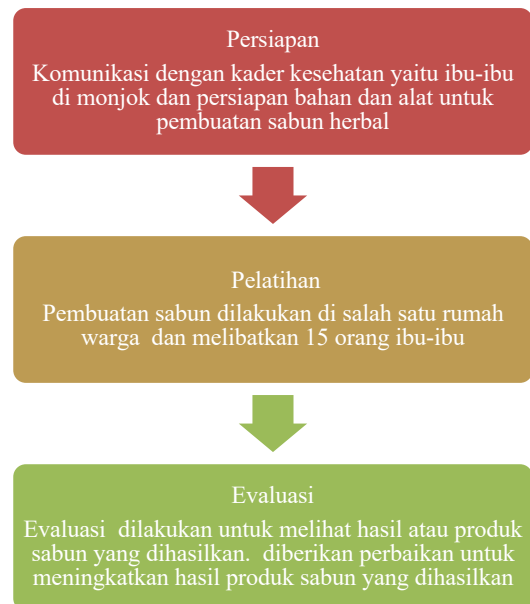 Persiapan
Komunikasi dengan kader kesehatan yaitu ibu-ibu
di monjok dan persiapan bahan dan alat untuk
pembuatan sabun herbal
Pelatihan
Pembuatan sabun dilakukan di salah satu rumah
warga  dan melibatkan 15 orang ibu-ibu
Evaluasi
Evaluasi  dilakukan untuk melihat hasil atau produk
sabun yang dihasilkan.  diberikan perbaikan untuk
meningkatkan hasil produk sabun yang dihasilkan